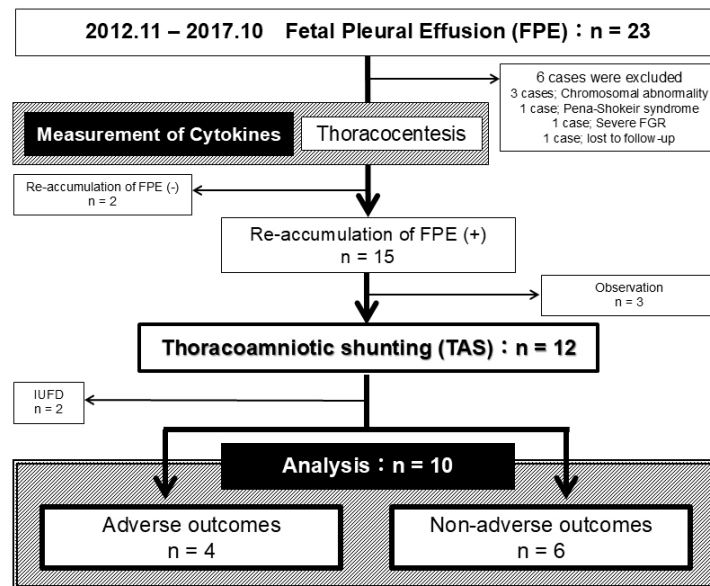 2012.11 – 2017.10 Fetal Pleural Effusion (FPE)：n = 23
6 cases were excluded
3 cases; Chromosomal abnormality
1 case; Pena-Shokeir syndrome
1 case; Severe FGR
1 case; lost to follow-up
Measurement of Cytokines
Thoracocentesis
Re-accumulation of FPE (-)
n = 2
Re-accumulation of FPE (+)
n = 15
Observation
n = 3
Thoracoamniotic shunting (TAS)：n = 12
IUFD
n = 2
Analysis：n = 10
Adverse outcomes
n = 4
Non-adverse outcomes
n = 6